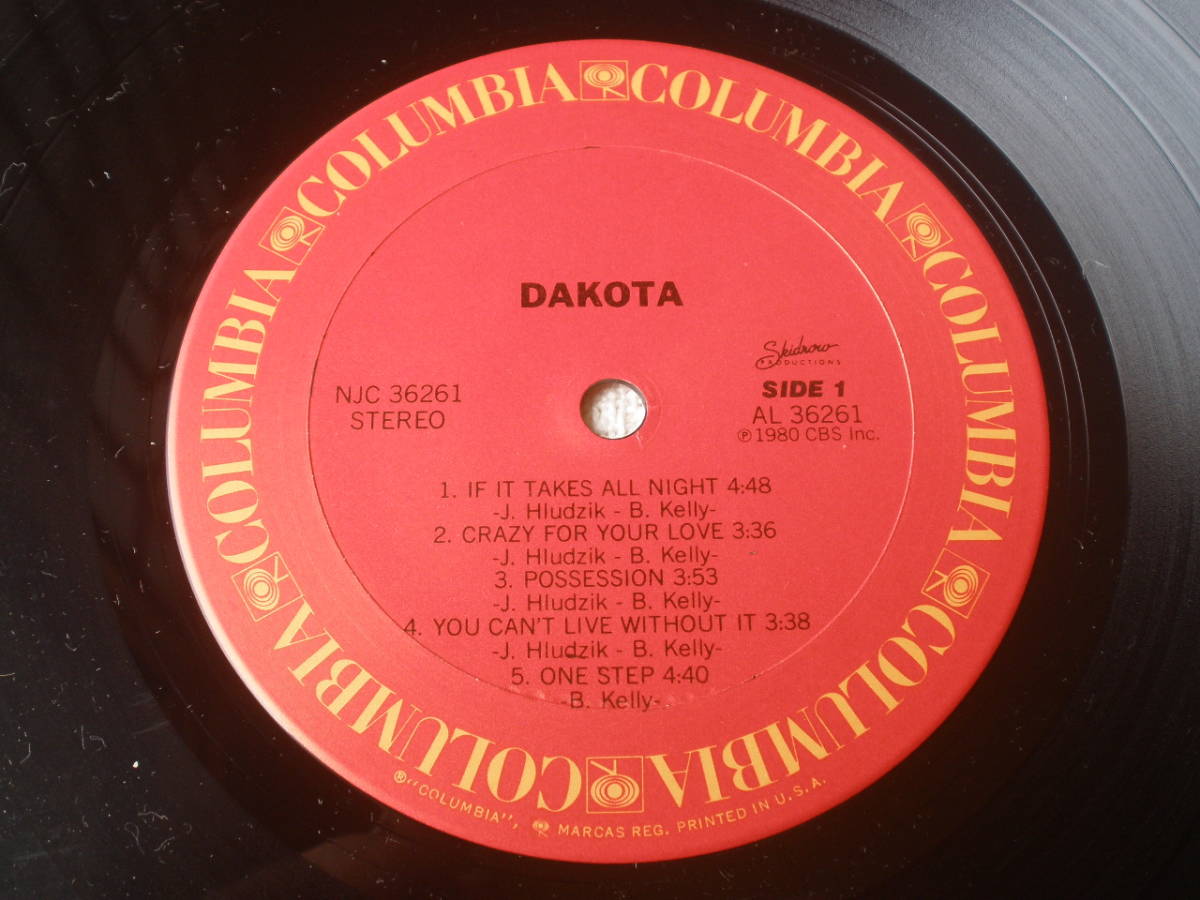 COLUMBIA COLUMBIA COLUMBIA COLUMBIA COLUMBIA COLUMBIA
DAKOTA
Skidrow
PRODUCTIONS
NJC 36261
STEREO
SIDE 1
AL 36261
℗ 1980 CBS Inc.
1. IF IT TAKES ALL NIGHT 4:48
-J. Hludzik - B. Kelly-
2. CRAZY FOR YOUR LOVE 3:36
-J. Hludzik - B. Kelly-
3. POSSESSION 3:53
-J. Hludzik - B. Kelly-
4. YOU CAN'T LIVE WITHOUT IT 3:38
-J. Hludzik - B. Kelly-
5. ONE STEP 4:40
-B. Kelly-
® "COLUMBIA", MARCAS REG. PRINTED IN U.S.A.